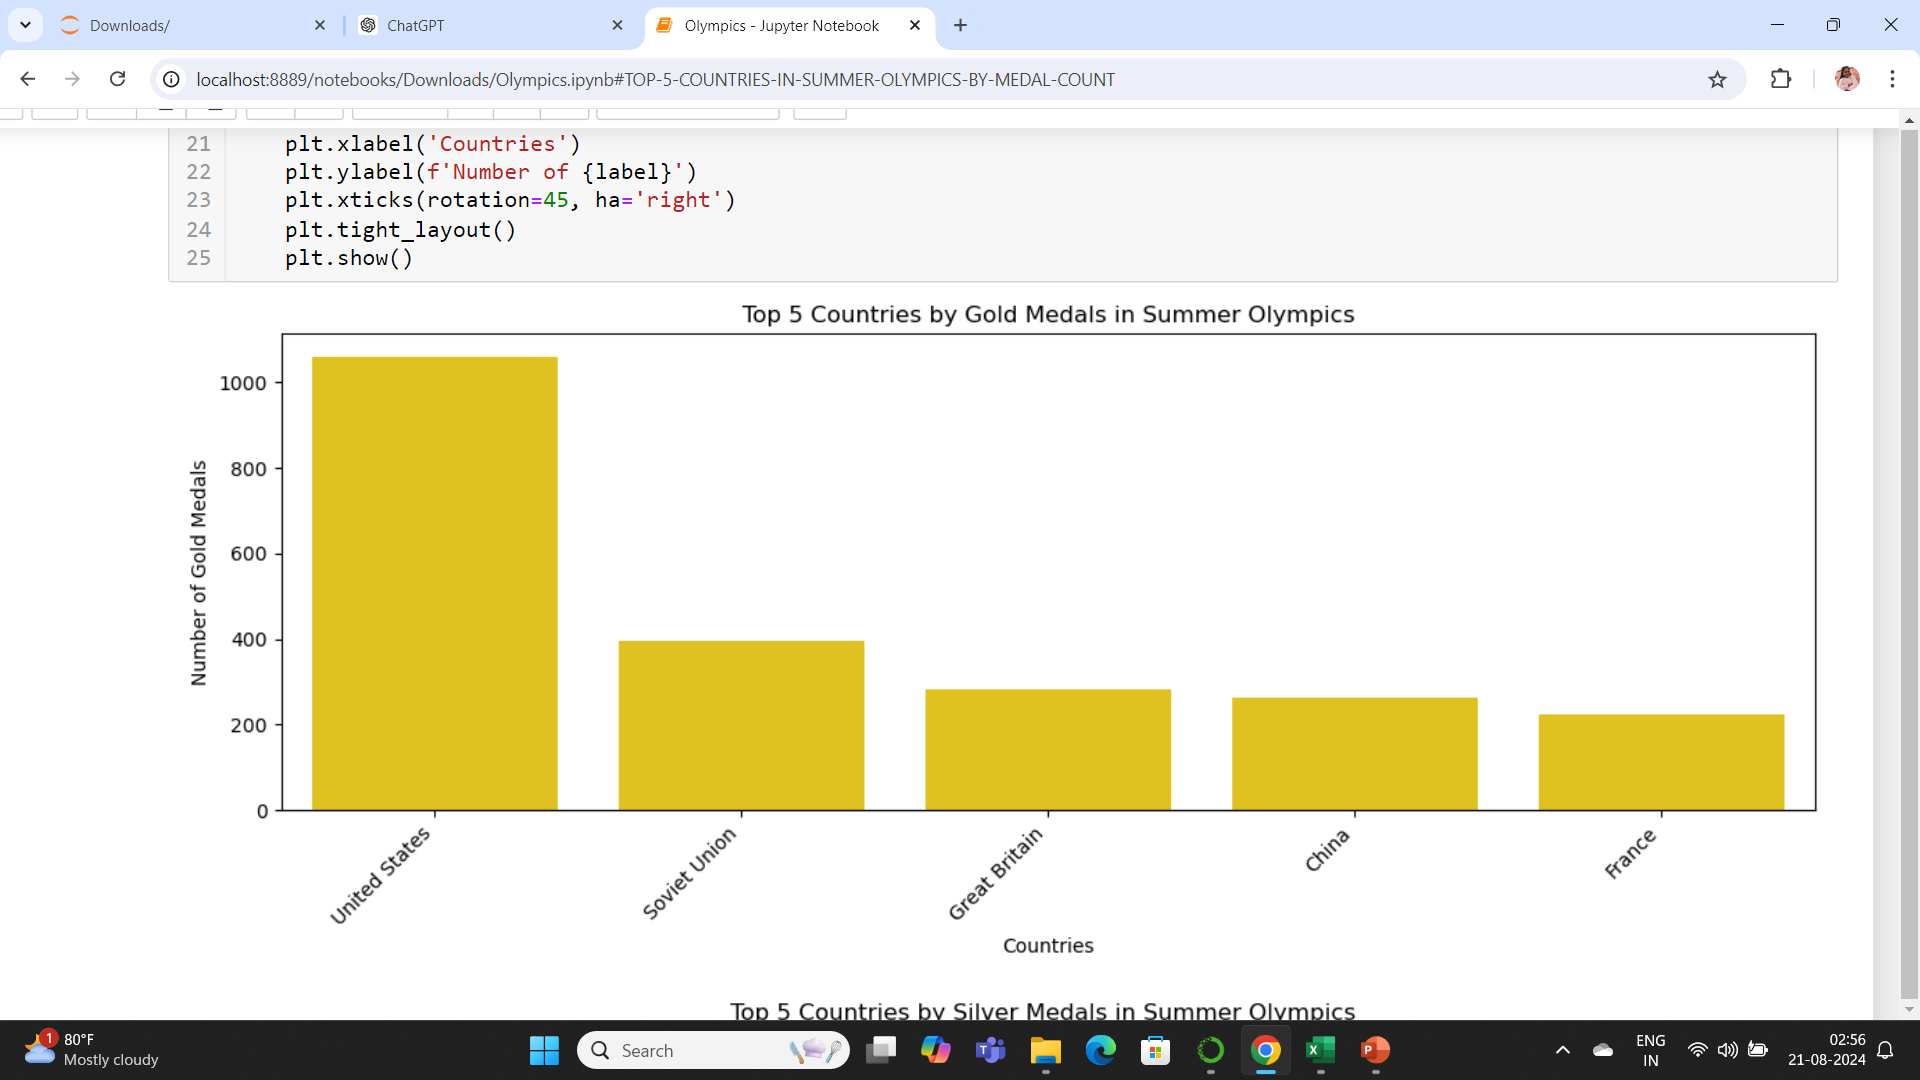 Downloads/
ChatGPT
Olympics - Jupyter Notebook
localhost:8889/notebooks/Downloads/Olympics.ipynb#TOP-5-COUNTRIES-IN-SUMMER-OLYMPICS-BY-MEDAL-COUNT
21 plt.xlabel('Countries')
22 plt.ylabel(f'Number of {label}')
23 plt.xticks(rotation=45, ha='right')
24 plt.tight_layout()
25 plt.show()
Top 5 Countries by Gold Medals in Summer Olympics
Number of Gold Medals
1000
800
600
400
200
0
United States
Soviet Union
Great Britain
China
France
Countries
Top 5 Countries by Silver Medals in Summer Olympics
1
80°F
Mostly cloudy
Search
ENG
IN
02:56
21-08-2024